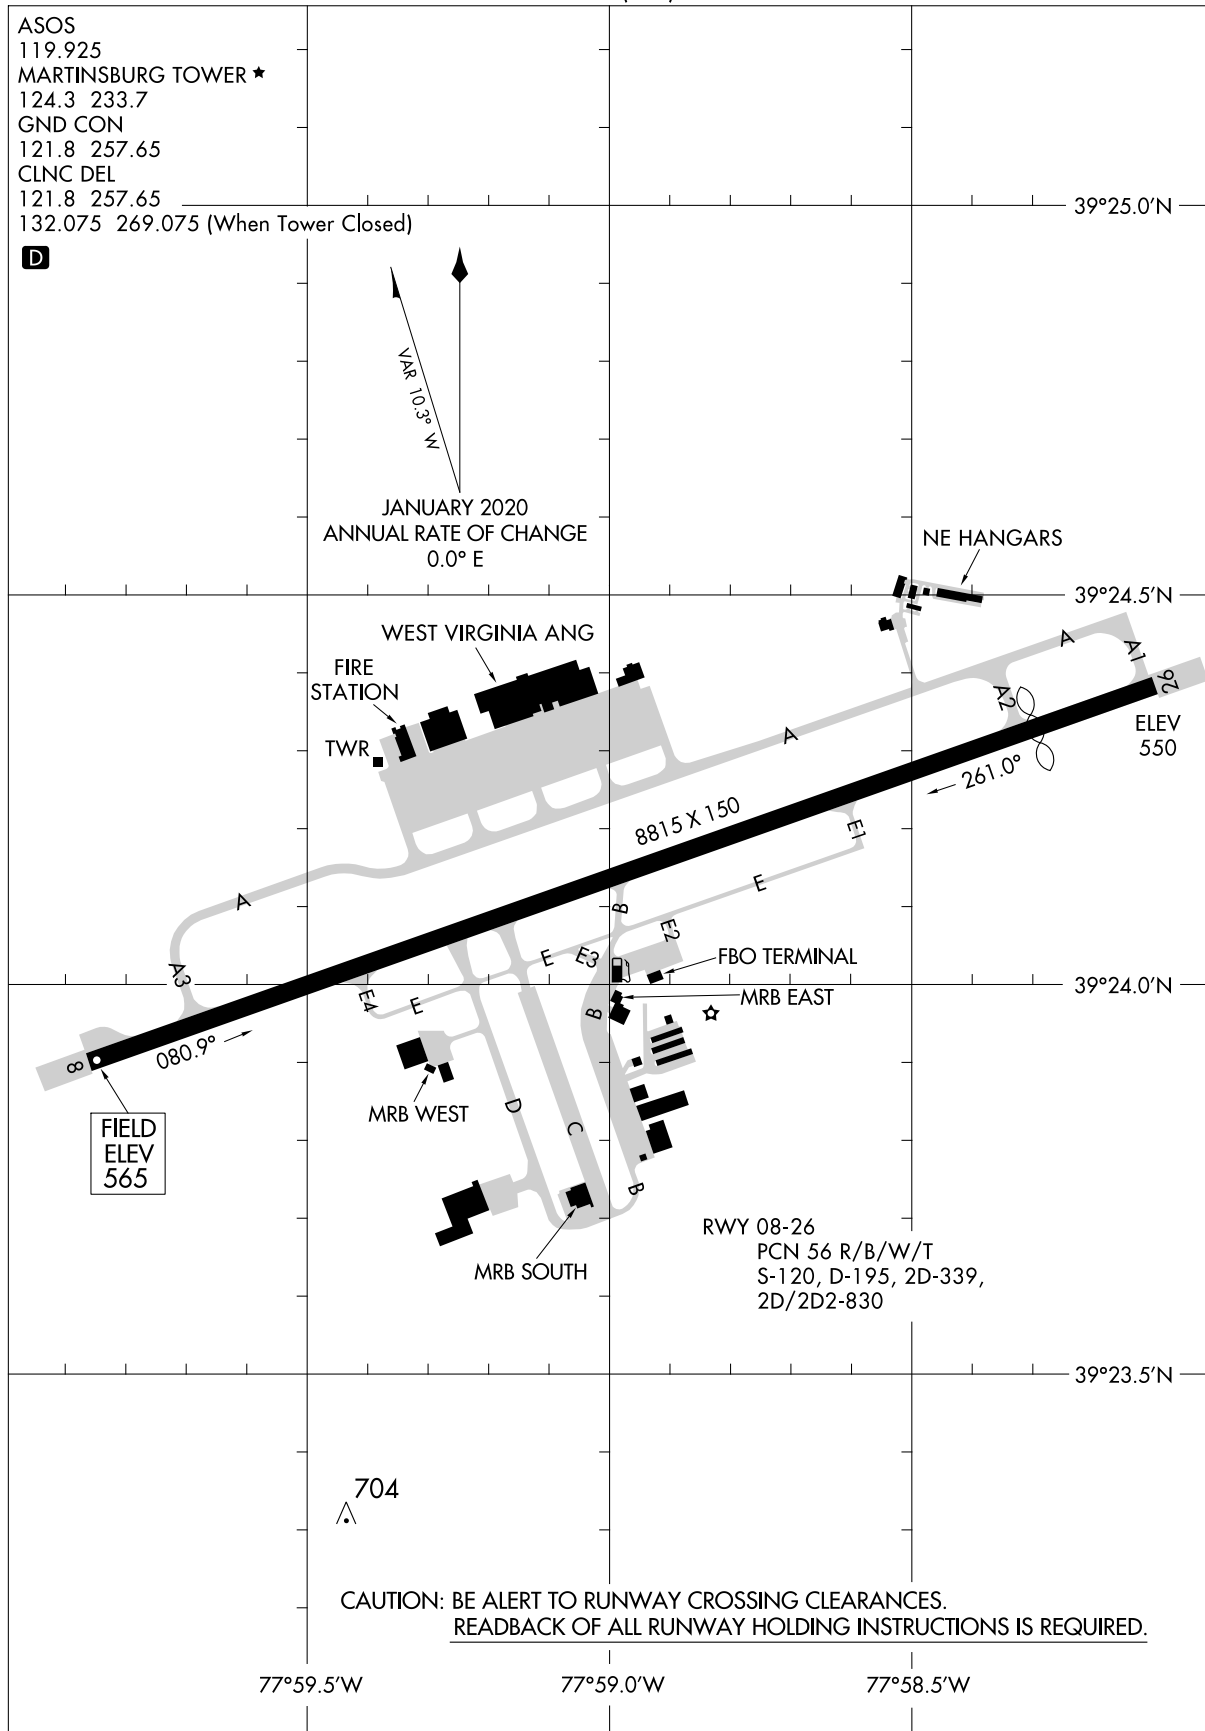 ASOS
119.925
MARTINSBURG TOWER ★
124.3 233.7
GND CON
121.8 257.65
CLNC DEL
121.8 257.65
132.075 269.075 (When Tower Closed)
D
39°25.0'N
VAR 10.3° W
JANUARY 2020
ANNUAL RATE OF CHANGE
0.0° E
NE HANGARS
39°24.5'N
WEST VIRGINIA ANG
FIRE
STATION
TWR
A
A1
A2
26
ELEV
550
A
261.0°
8815 X 150
E1
E
A
B
E2
E
E3
FBO TERMINAL
A3
39°24.0'N
E4
E
MRB EAST
B
080.9°
8
MRB WEST
D
C
FIELD
ELEV
565
B
MRB SOUTH
RWY 08-26
PCN 56 R/B/W/T
S-120, D-195, 2D-339,
2D/2D2-830
39°23.5'N
704
CAUTION: BE ALERT TO RUNWAY CROSSING CLEARANCES.
READBACK OF ALL RUNWAY HOLDING INSTRUCTIONS IS REQUIRED.
77°59.5'W
77°59.0'W
77°58.5'W